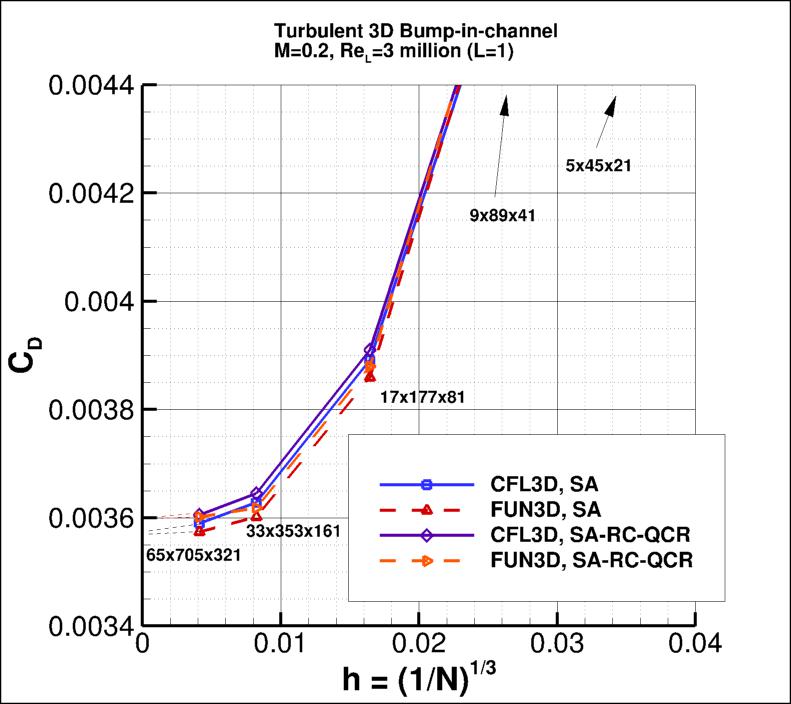 Turbulent 3D Bump-in-channel
M=0.2, Re_L=3 million (L=1)
0.0044
0.0042
0.004
0.0038
0.0036
0.0034
C_D
5x45x21
9x89x41
17x177x81
33x353x161
65x705x321
CFL3D, SA
FUN3D, SA
CFL3D, SA-RC-QCR
FUN3D, SA-RC-QCR
0 0.01 0.02 0.03 0.04
h = (1/N)^1/3